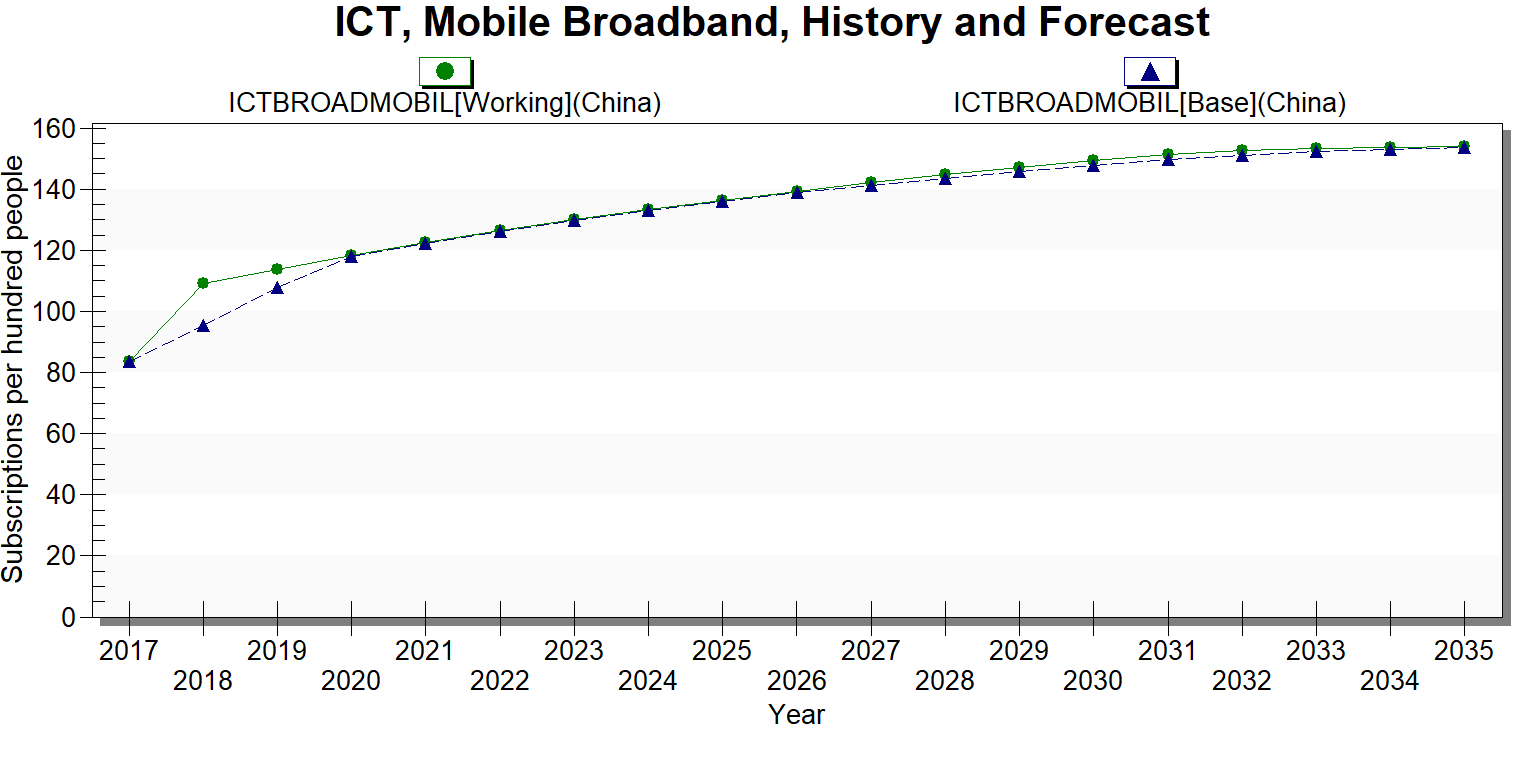 ICT, Mobile Broadband, History and Forecast
ICTBROADMOBIL[Working](China)
ICTBROADMOBIL[Base](China)
Subscriptions per hundred people
160
140
120
100
80
60
40
20
0
2017 2019 2021 2023 2025 2027 2029 2031 2033 2035
2018 2020 2022 2024 2026 2028 2030 2032 2034
Year